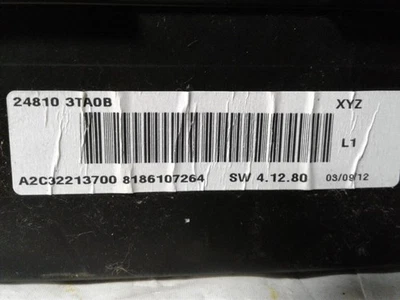 24810 3TA0B XYZ
L1
A2C32213700 8186107264 SW 4.12.80 03/09/12